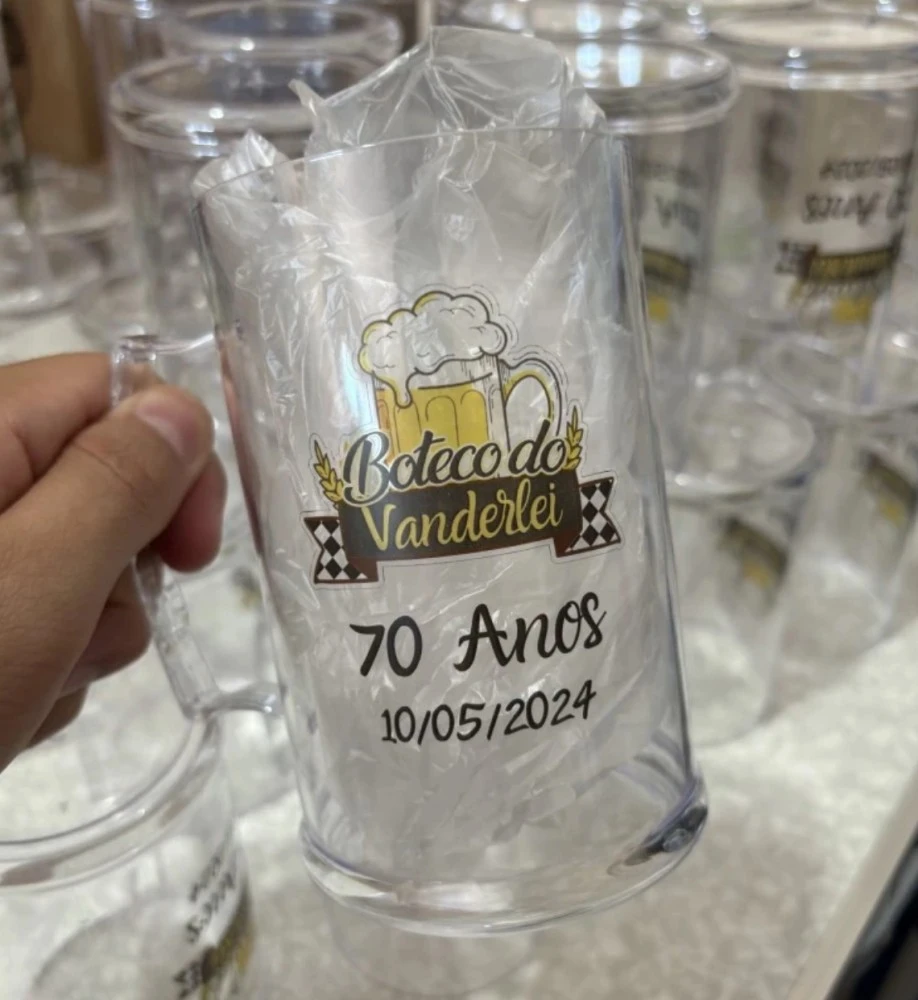 Boteco do
Vanderlei
70 Anos
10/05/2024